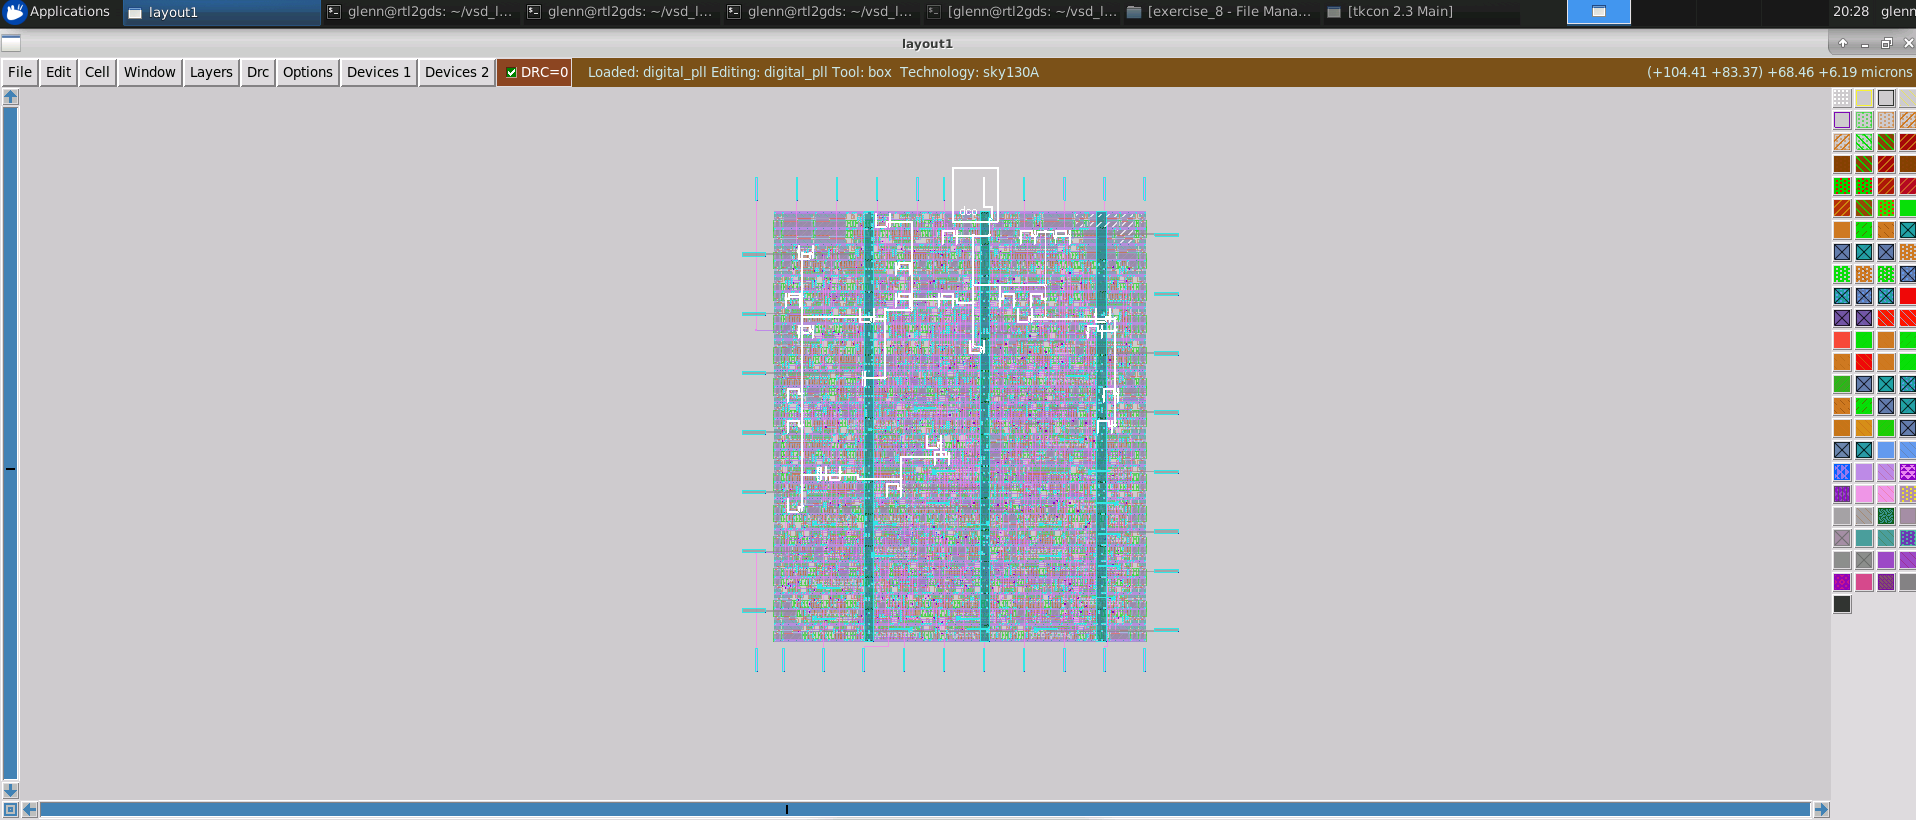 Applications layout1 glenn@rtl2gds: ~/vsd_l... glenn@rtl2gds: ~/vsd_l... glenn@rtl2gds: ~/vsd_l... [glenn@rtl2gds: ~/vsd_l... [exercise_8 - File Mana... [tkcon 2.3 Main] 20:28 glenn
layout1
File Edit Cell Window Layers Drc Options Devices 1 Devices 2 DRC=0 Loaded: digital_pll Editing: digital_pll Tool: box Technology: sky130A (+104.41 +83.37) +68.46 +6.19 microns
dco